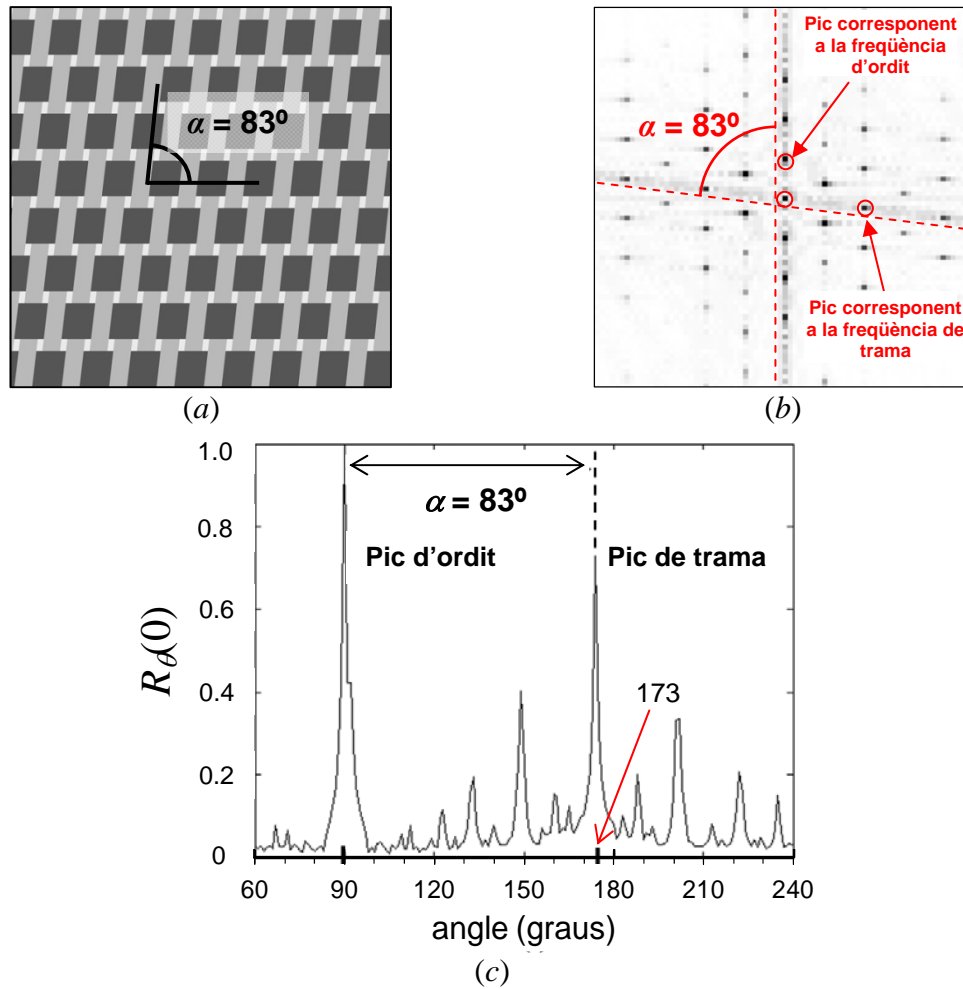 α = 83º
(a)
Pic corresponent
a la freqüència
d'ordit
α = 83º
Pic corresponent
a la freqüència de
trama
(b)
1.0
0.8
0.6
0.4
0.2
0
Rθ(0)
α = 83º
Pic d'ordit
Pic de trama
173
60
90
120
150
180
210
240
angle (graus)
(c)